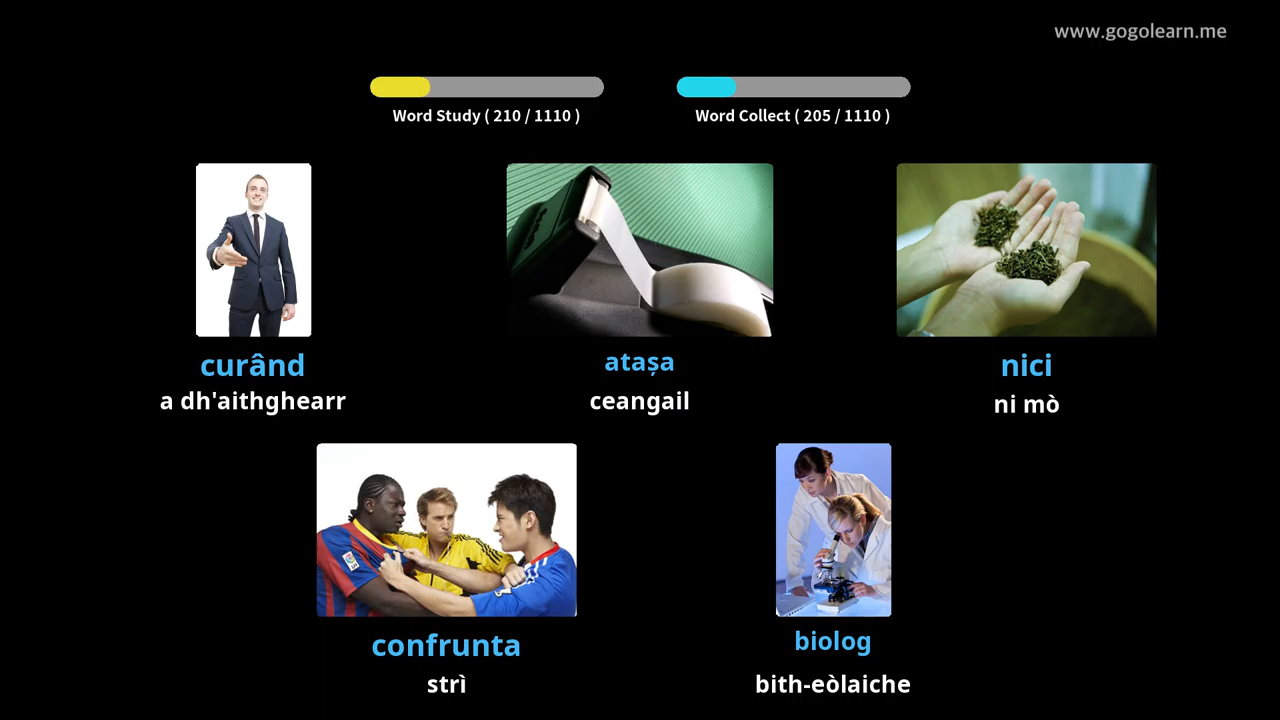 www.gogolearn.me
Word Study ( 210 / 1110 )
Word Collect ( 205 / 1110 )
curând
a dh'aithghearr
atașa
ceangail
nici
ni mò
confrunta
strì
biolog
bith-eòlaiche